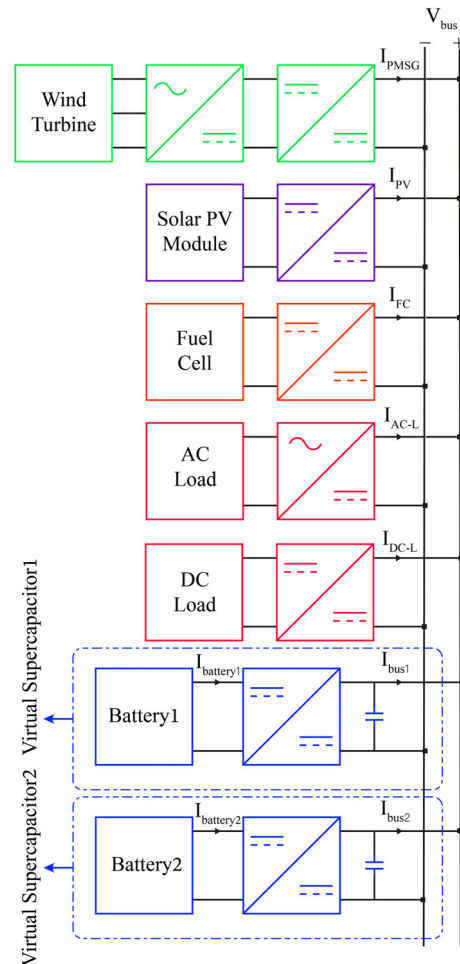 V_bus
− +
I_PMSG
Wind
Turbine
I_PV
Solar PV
Module
I_FC
Fuel
Cell
I_AC-L
AC
Load
I_DC-L
DC
Load
Virtual Supercapacitor1
I_battery1
I_bus1
Battery1
Virtual Supercapacitor2
I_battery2
I_bus2
Battery2